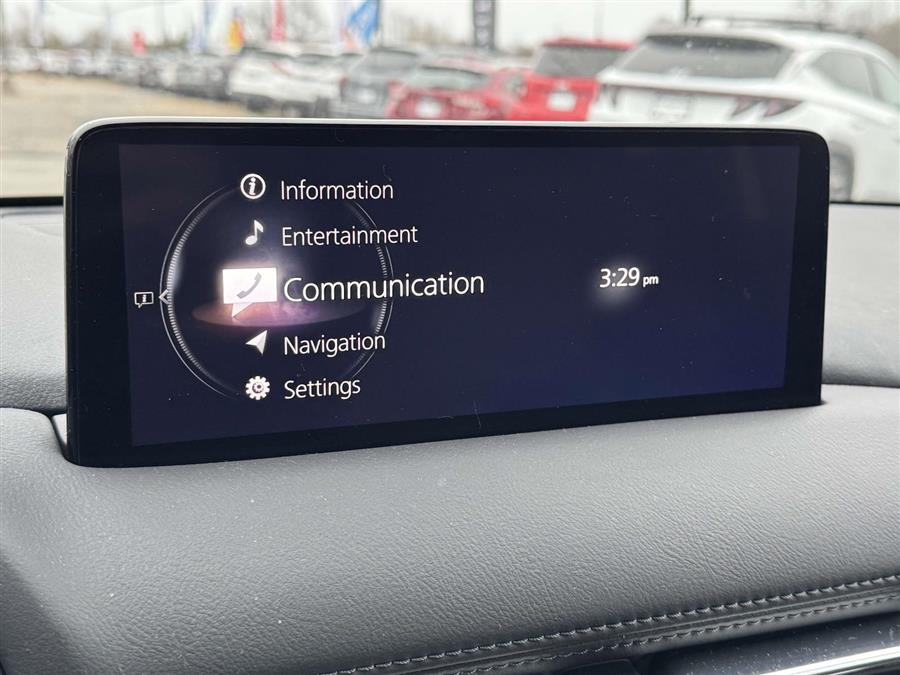 Information
Entertainment
Communication
3:29 pm
Navigation
Settings